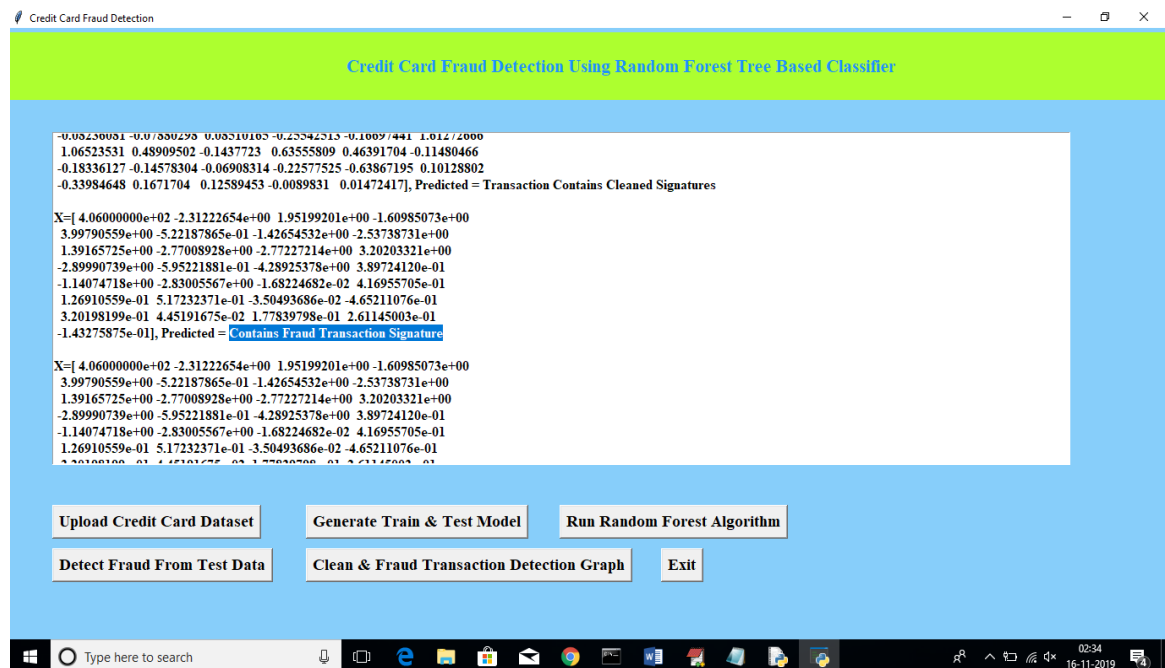 Credit Card Fraud Detection
Credit Card Fraud Detection Using Random Forest Tree Based Classifier
-0.08236081 -0.07880298 0.08510165 -0.25542513 -0.16697441 1.61272666
1.06523531 0.48909502 -0.1437723 0.63555809 0.46391704 -0.11480466
-0.18336127 -0.14578304 -0.06908314 -0.22577525 -0.63867195 0.10128802
-0.33984648 0.1671704 0.12589453 -0.0089831 0.01472417], Predicted = Transaction Contains Cleaned Signatures
X=[ 4.06000000e+02 -2.31222654e+00 1.95199201e+00 -1.60985073e+00
3.99790559e+00 -5.22187865e-01 -1.42654532e+00 -2.53738731e+00
1.39165725e+00 -2.77008928e+00 -2.77227214e+00 3.20203321e+00
-2.89990739e+00 -5.95221881e-01 -4.28925378e+00 3.89724120e-01
-1.14074718e+00 -2.83005567e+00 -1.68224682e-02 4.16955705e-01
1.26910559e-01 5.17232371e-01 -3.50493686e-02 -4.65211076e-01
3.20198199e-01 4.45191675e-02 1.77839798e-01 2.61145003e-01
-1.43275875e-01], Predicted = Contains Fraud Transaction Signature
X=[ 4.06000000e+02 -2.31222654e+00 1.95199201e+00 -1.60985073e+00
3.99790559e+00 -5.22187865e-01 -1.42654532e+00 -2.53738731e+00
1.39165725e+00 -2.77008928e+00 -2.77227214e+00 3.20203321e+00
-2.89990739e+00 -5.95221881e-01 -4.28925378e+00 3.89724120e-01
-1.14074718e+00 -2.83005567e+00 -1.68224682e-02 4.16955705e-01
1.26910559e-01 5.17232371e-01 -3.50493686e-02 -4.65211076e-01
Upload Credit Card Dataset Generate Train & Test Model Run Random Forest Algorithm
Detect Fraud From Test Data Clean & Fraud Transaction Detection Graph Exit
Type here to search
02:34
16-11-2019
4